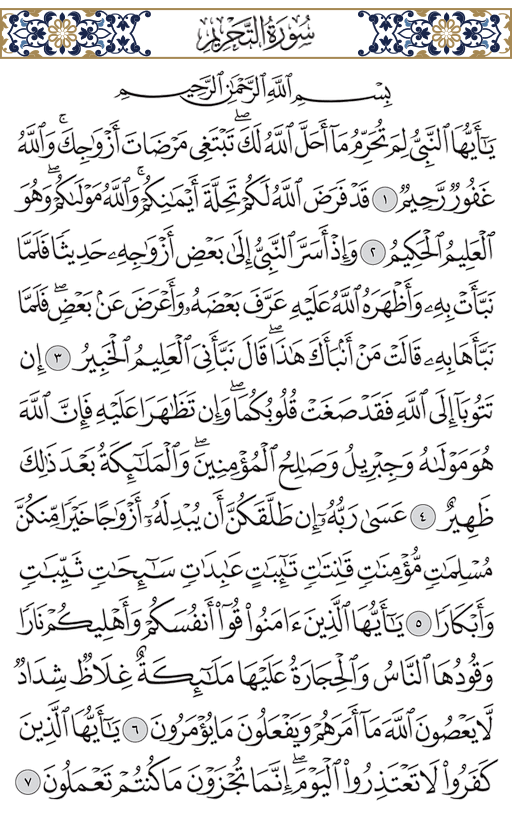 سُورَةُ التَّحْرِيمِ
بِسْمِ ٱللَّهِ ٱلرَّحْمَٰنِ ٱلرَّحِيمِ
يَٰٓأَيُّهَا ٱلنَّبِيُّ لِمَ تُحَرِّمُ مَآ أَحَلَّ ٱللَّهُ لَكَۖ تَبْتَغِى مَرْضَاتَ أَزْوَٰجِكَۚ وَٱللَّهُ
غَفُورٌ رَّحِيمٌ ١ قَدْ فَرَضَ ٱللَّهُ لَكُمْ تَحِلَّةَ أَيْمَٰنِكُمْۚ وَٱللَّهُ مَوْلَىٰكُمْۖ وَهُوَ
ٱلْعَلِيمُ ٱلْحَكِيمُ ٢ وَإِذْ أَسَرَّ ٱلنَّبِيُّ إِلَىٰ بَعْضِ أَزْوَٰجِهِۦ حَدِيثًا فَلَمَّا
نَبَّأَتْ بِهِۦ وَأَظْهَرَهُ ٱللَّهُ عَلَيْهِ عَرَّفَ بَعْضَهُۥ وَأَعْرَضَ عَنۢ بَعْضٍۖ فَلَمَّا
نَبَّأَهَا بِهِۦ قَالَتْ مَنْ أَنۢبَأَكَ هَٰذَاۖ قَالَ نَبَّأَنِىَ ٱلْعَلِيمُ ٱلْخَبِيرُ ٣ إِن
تَتُوبَآ إِلَى ٱللَّهِ فَقَدْ صَغَتْ قُلُوبُكُمَاۖ وَإِن تَظَٰهَرَا عَلَيْهِ فَإِنَّ ٱللَّهَ
هُوَ مَوْلَىٰهُ وَجِبْرِيلُ وَصَٰلِحُ ٱلْمُؤْمِنِينَۖ وَٱلْمَلَٰٓئِكَةُ بَعْدَ ذَٰلِكَ
ظَهِيرٌ ٤ عَسَىٰ رَبُّهُۥٓ إِن طَلَّقَكُنَّ أَن يُبْدِلَهُۥٓ أَزْوَٰجًا خَيْرًا مِّنكُنَّ
مُسْلِمَٰتٍ مُّؤْمِنَٰتٍ قَٰنِتَٰتٍ تَٰٓئِبَٰتٍ عَٰبِدَٰتٍ سَٰٓئِحَٰتٍ ثَيِّبَٰتٍ
وَأَبْكَارًا ٥ يَٰٓأَيُّهَا ٱلَّذِينَ ءَامَنُوا۟ قُوٓا۟ أَنفُسَكُمْ وَأَهْلِيكُمْ نَارًا
وَقُودُهَا ٱلنَّاسُ وَٱلْحِجَارَةُ عَلَيْهَا مَلَٰٓئِكَةٌ غِلَاظٌ شِدَادٌ
لَّا يَعْصُونَ ٱللَّهَ مَآ أَمَرَهُمْ وَيَفْعَلُونَ مَا يُؤْمَرُونَ ٦ يَٰٓأَيُّهَا ٱلَّذِينَ
كَفَرُوا۟ لَا تَعْتَذِرُوا۟ ٱلْيَوْمَۖ إِنَّمَا تُجْزَوْنَ مَا كُنتُمْ تَعْمَلُونَ ٧